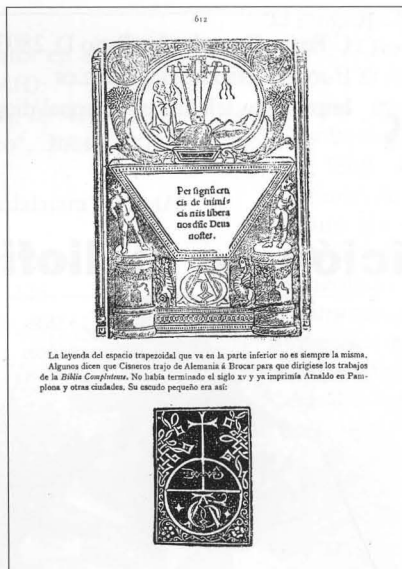 612
Per signũ cru
cis de inimi⸗
cis nr̃is libera
nos dñe Deus
noster.
La leyenda del espacio trapezoidal que va en la parte inferior no es siempre la misma.
Algunos dicen que Cisneros trajo de Alemania á Brocar para que dirigiese los trabajos
de la Biblia Complutense. No había terminado el siglo xv y ya imprimía Arnaldo en Pam-
plona y otras ciudades. Su escudo pequeño era así: